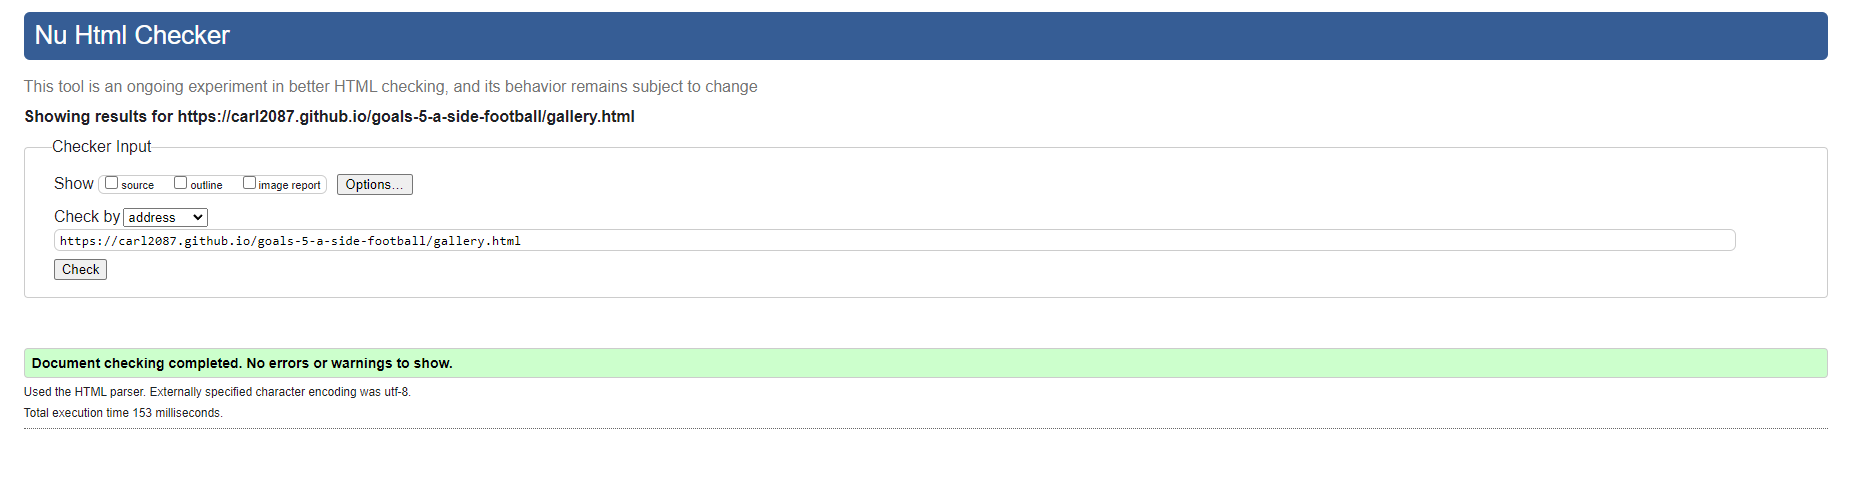 Nu Html Checker
This tool is an ongoing experiment in better HTML checking, and its behavior remains subject to change
Showing results for https://carl2087.github.io/goals-5-a-side-football/gallery.html
Checker Input
Show source outline image report Options...
Check by address
https://carl2087.github.io/goals-5-a-side-football/gallery.html
Check
Document checking completed. No errors or warnings to show.
Used the HTML parser. Externally specified character encoding was utf-8.
Total execution time 153 milliseconds.